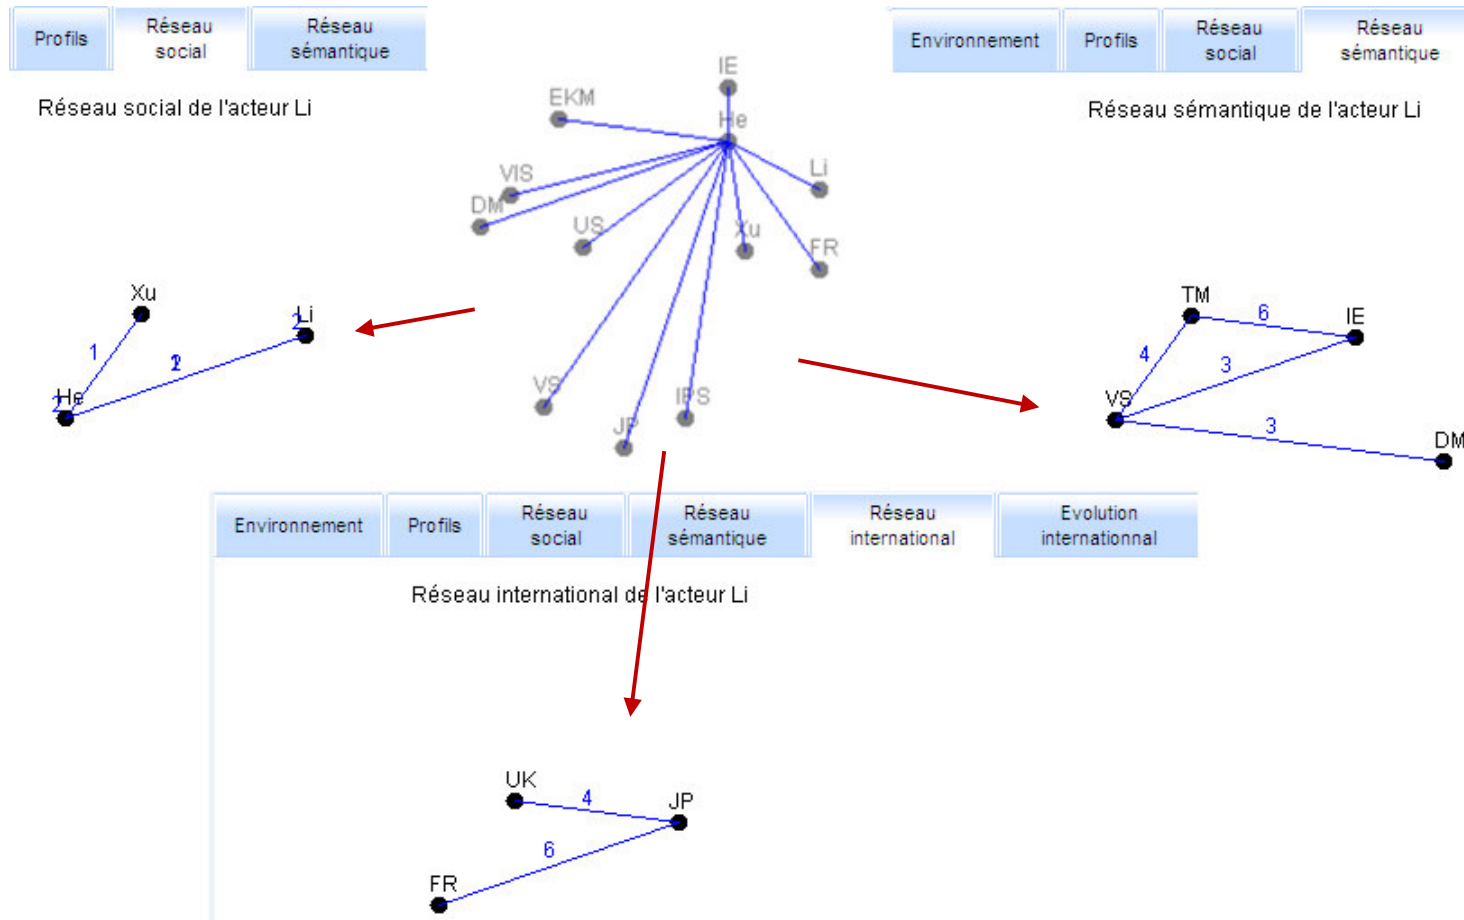 Profils
Réseau
social
Réseau
sémantique
Réseau social de l'acteur Li
Xu
Li
2
1
2
He
2
IE
EKM
He
VIS
Li
DM
US
Xu
FR
VS
IPS
JP
Environnement
Profils
Réseau
social
Réseau
sémantique
Réseau sémantique de l'acteur Li
TM
6
IE
4
3
VS
3
DM
Environnement
Profils
Réseau
social
Réseau
sémantique
Réseau
international
Evolution
internationnal
Réseau international de l'acteur Li
UK
4
JP
6
FR